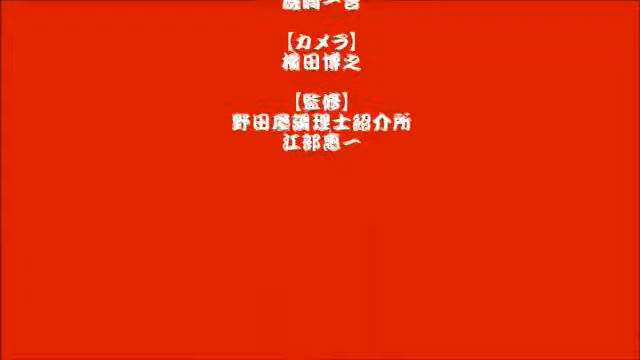 【カメラ】
横田博之
【監修】
野田屋調理士紹介所
江部惠一